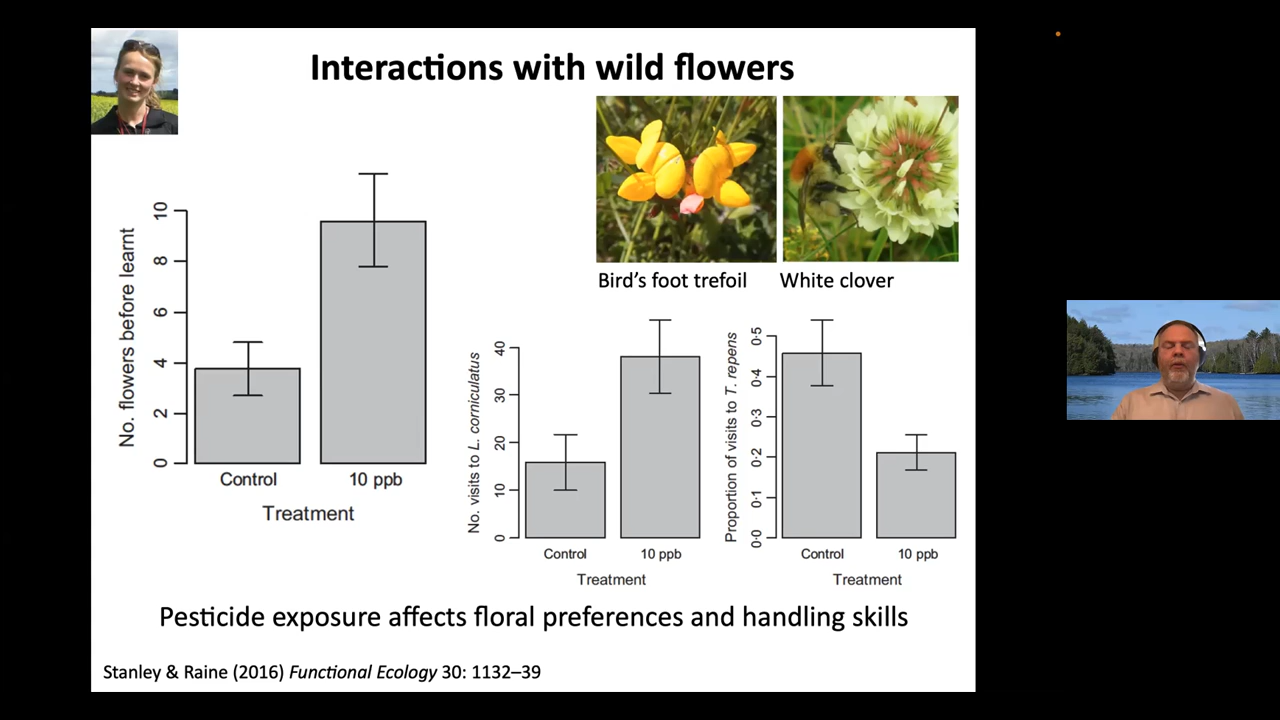 Interactions with wild flowers
Bird’s foot trefoil
White clover
No. flowers before learnt
0
2
4
6
8
10
Control
10 ppb
Treatment
No. visits to L. corniculatus
0
10
20
30
40
Control
10 ppb
Treatment
Proportion of visits to T. repens
0·0
0·1
0·2
0·3
0·4
0·5
Control
10 ppb
Treatment
Pesticide exposure affects floral preferences and handling skills
Stanley & Raine (2016) Functional Ecology 30: 1132–39